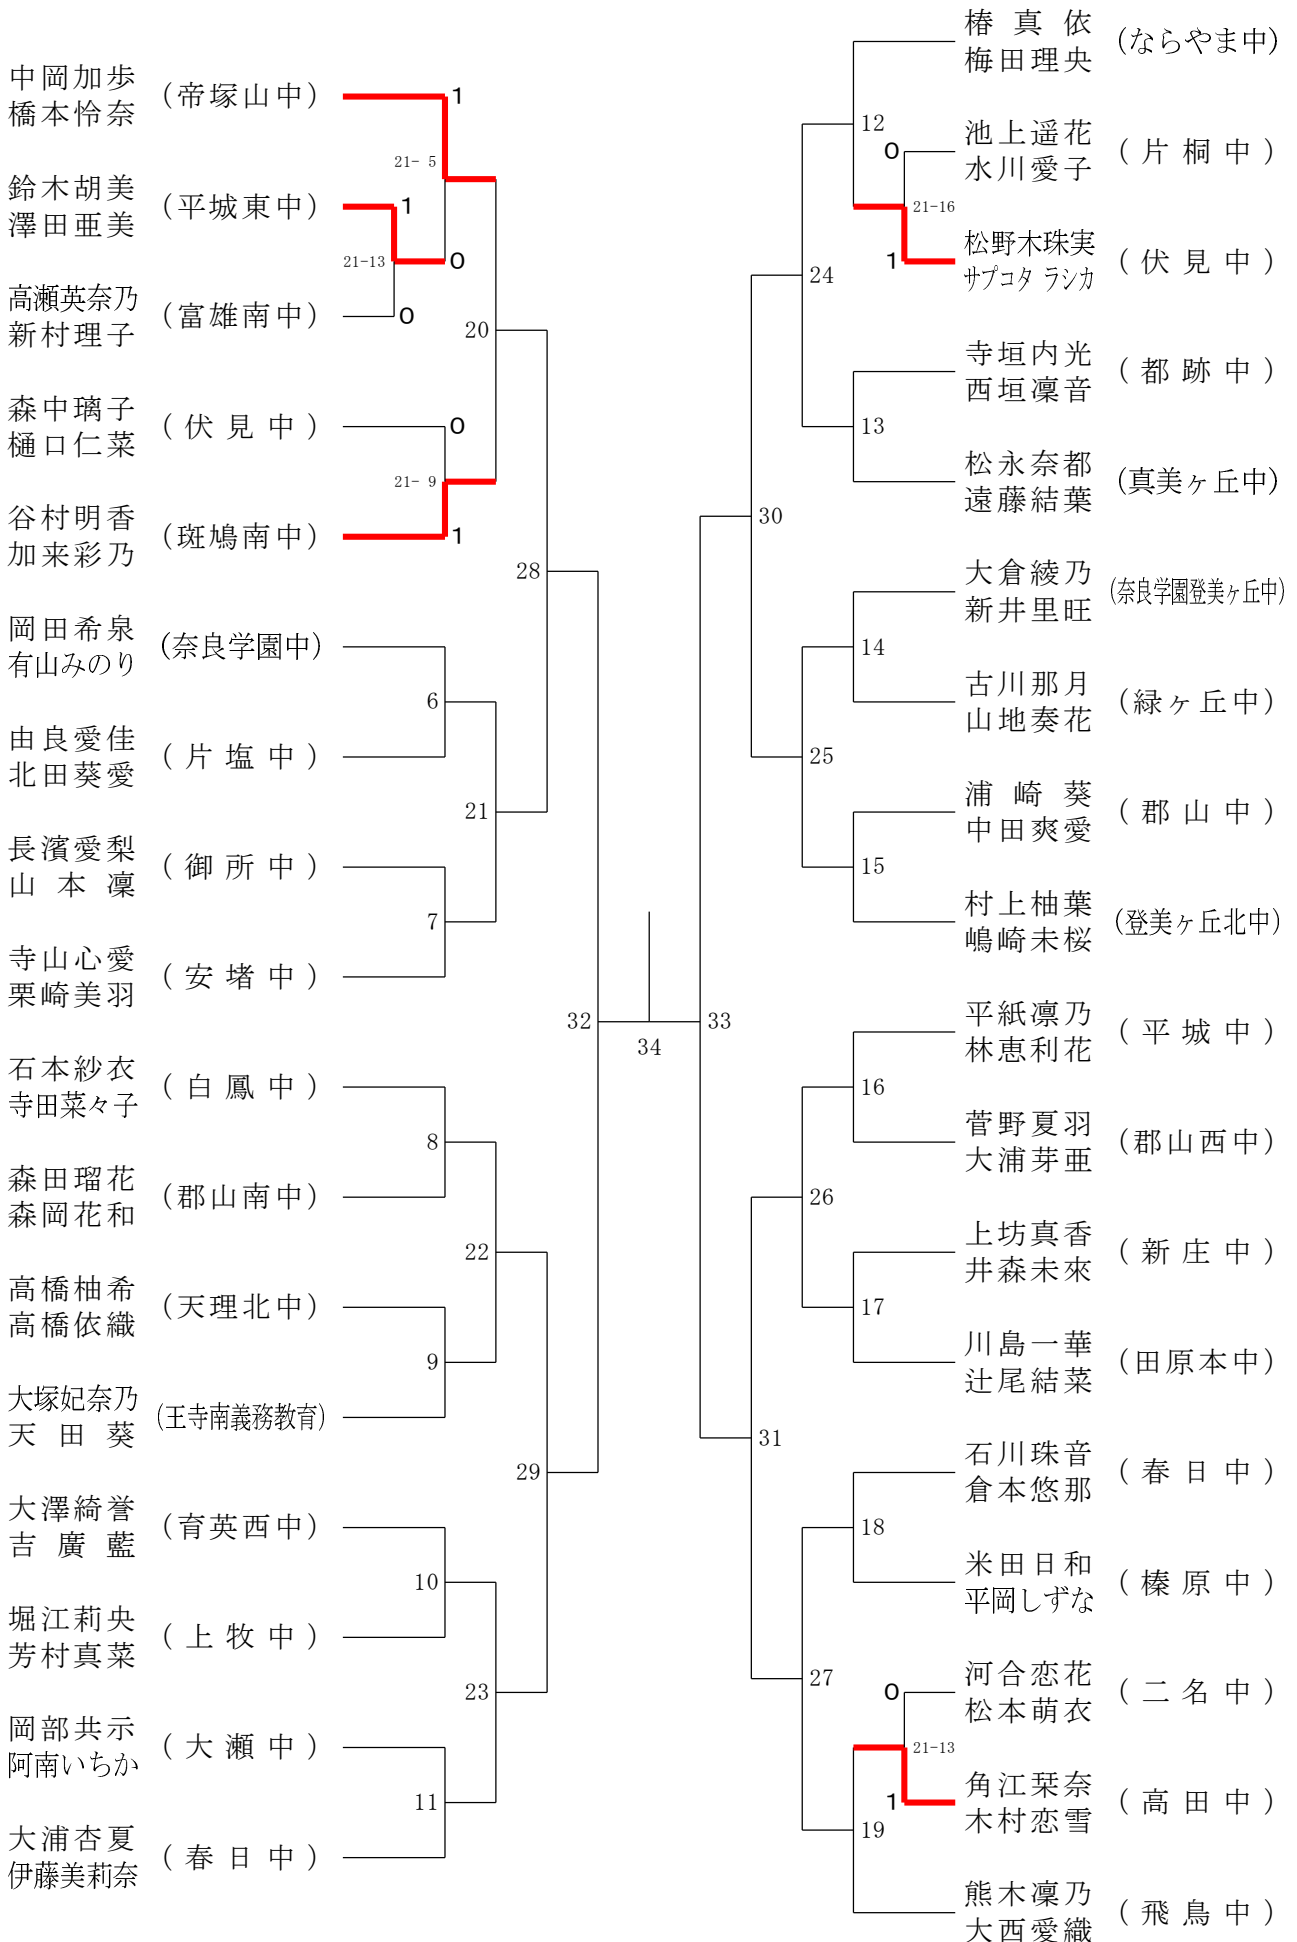 中岡加歩
橋本怜奈
(帝塚山中)
1
21- 5
鈴木胡美
澤田亜美
(平城東中)
1
21-13
0
高瀬英奈乃
新村理子
(富雄南中)
0
20
森中璃子
樋口仁菜
(伏見中)
0
21- 9
谷村明香
加来彩乃
(斑鳩南中)
1
28
岡田希泉
有山みのり
(奈良学園中)
6
由良愛佳
北田葵愛
(片塩中)
21
長濱愛梨
山本凜
(御所中)
7
寺山心愛
栗崎美羽
(安堵中)
32
石本紗衣
寺田菜々子
(白鳳中)
8
森田瑠花
森岡花和
(郡山南中)
22
高橋柚希
高橋依織
(天理北中)
9
大塚妃奈乃
天田葵
(王寺南義務教育)
29
大澤綺誉
吉廣藍
(育英西中)
10
堀江莉央
芳村真菜
(上牧中)
23
岡部共示
阿南いちか
(大瀬中)
11
大浦杏夏
伊藤美莉奈
(春日中)
34
椿真依
梅田理央
(ならやま中)
12
池上遥花
水川愛子
(片桐中)
0
21-16
松野木珠実
サプコタ ラシカ
(伏見中)
1
24
寺垣内光
西垣凜音
(都跡中)
13
松永奈都
遠藤結葉
(真美ヶ丘中)
30
大倉綾乃
新井里旺
(奈良学園登美ヶ丘中)
14
古川那月
山地奏花
(緑ヶ丘中)
25
浦崎葵
中田爽愛
(郡山中)
15
村上柚葉
嶋崎未桜
(登美ヶ丘北中)
33
平紙凛乃
林恵利花
(平城中)
16
菅野夏羽
大浦芽亜
(郡山西中)
26
上坊真香
井森未來
(新庄中)
17
川島一華
辻尾結菜
(田原本中)
31
石川珠音
倉本悠那
(春日中)
18
米田日和
平岡しずな
(榛原中)
27
河合恋花
松本萌衣
(二名中)
0
21-13
角江栞奈
木村恋雪
(高田中)
1
19
熊木凜乃
大西愛織
(飛鳥中)